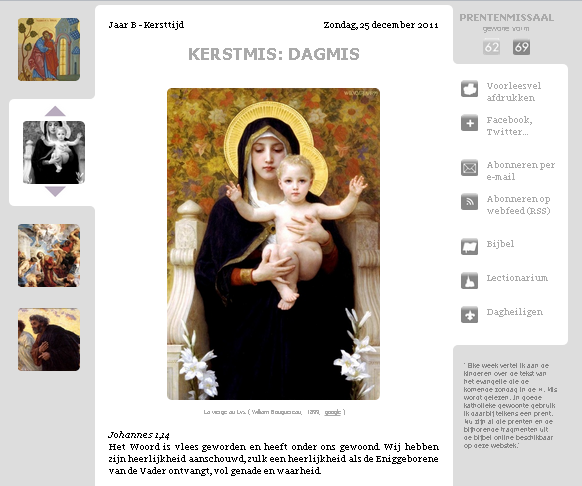 Jaar B - Kersttijd
Zondag, 25 december 2011
KERSTMIS: DAGMIS
La vierge au Lys. ( William Bouguereau, 1899, google )
Johannes 1,14
Het Woord is vlees geworden en heeft onder ons gewoond. Wij hebben
zijn heerlijkheid aanschouwd, zulk een heerlijkheid als de Eniggeborene
van de Vader ontvangt, vol genade en waarheid.
PRENTENMISSAAL
gewone vorm
62 69
Voorleesvel
afdrukken
Facebook,
Twitter...
Abonneren per
e-mail
Abonneren op
webfeed (RSS)
Bijbel
Lectionarium
Dagheiligen
" Elke week vertel ik aan de
kinderen over de tekst van
het evangelie die de
komende zondag in de H. Mis
wordt gelezen. In goede
katholieke gewoonte gebruik
ik daarbij telkens een prent.
Nu zijn al die prenten en de
bijhorende fragmenten uit
de bijbel online beschikbaar
op deze webstek."